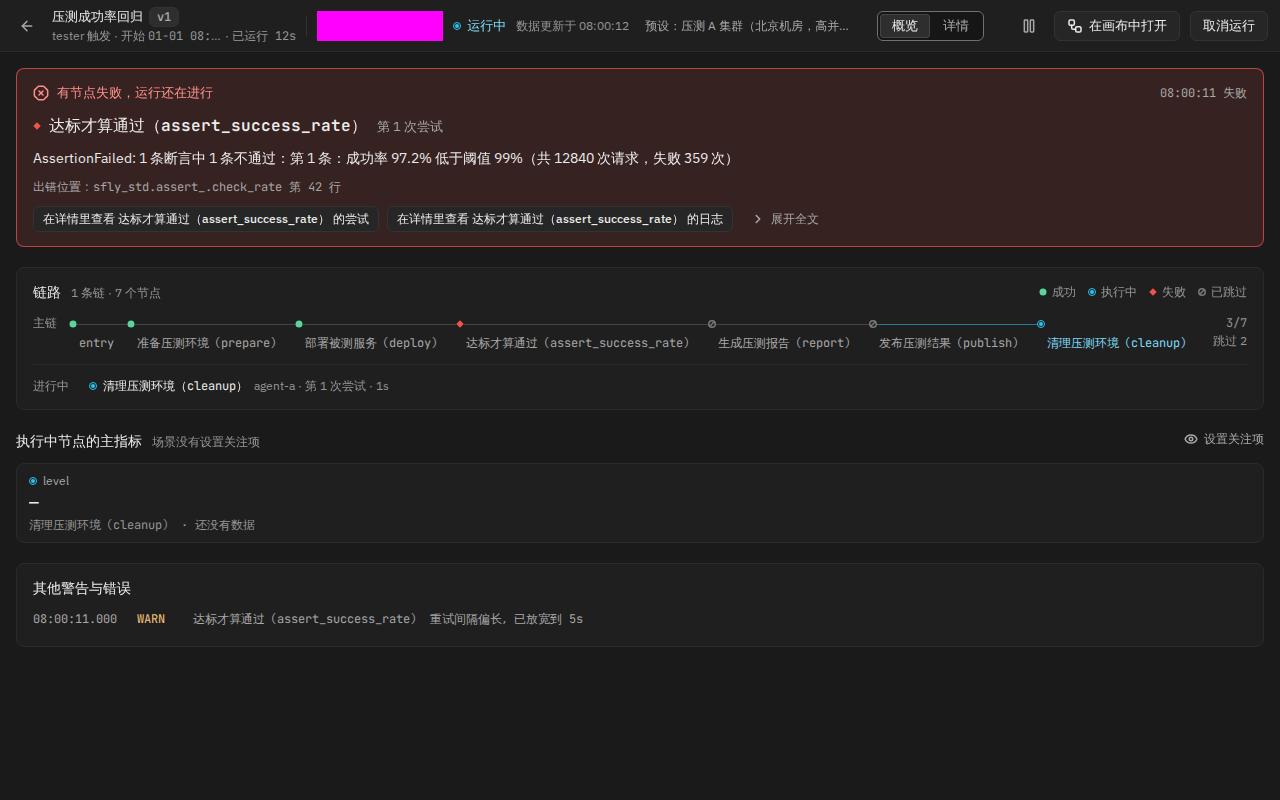 压测成功率回归 v1
tester 触发 · 开始 01-01 08:… · 已运行 12s
运行中 数据更新于 08:00:12 预设：压测 A 集群（北京机房，高并…
概览 详情
在画布中打开 取消运行
有节点失败，运行还在进行 08:00:11 失败
达标才算通过（assert_success_rate） 第 1 次尝试
AssertionFailed: 1 条断言中 1 条不通过：第 1 条：成功率 97.2% 低于阈值 99%（共 12840 次请求，失败 359 次）
出错位置：sfly_std.assert_.check_rate 第 42 行
在详情里查看 达标才算通过（assert_success_rate） 的尝试 在详情里查看 达标才算通过（assert_success_rate） 的日志 展开全文
链路 1 条链 · 7 个节点 成功 执行中 失败 已跳过
主链 3/7
entry 准备压测环境（prepare） 部署被测服务（deploy） 达标才算通过（assert_success_rate） 生成压测报告（report） 发布压测结果（publish） 清理压测环境（cleanup） 跳过 2
进行中 清理压测环境（cleanup） agent-a · 第 1 次尝试 · 1s
执行中节点的主指标 场景没有设置关注项 设置关注项
level
—
清理压测环境（cleanup） · 还没有数据
其他警告与错误
08:00:11.000 WARN 达标才算通过（assert_success_rate） 重试间隔偏长，已放宽到 5s